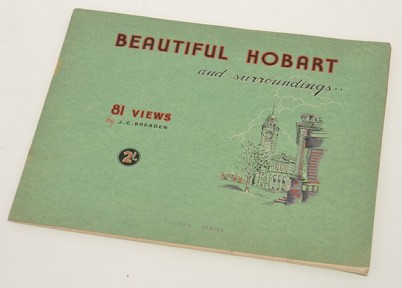 BEAUTIFUL HOBART
and surroundings..
81 VIEWS
by J.C. BREADEN
2/-